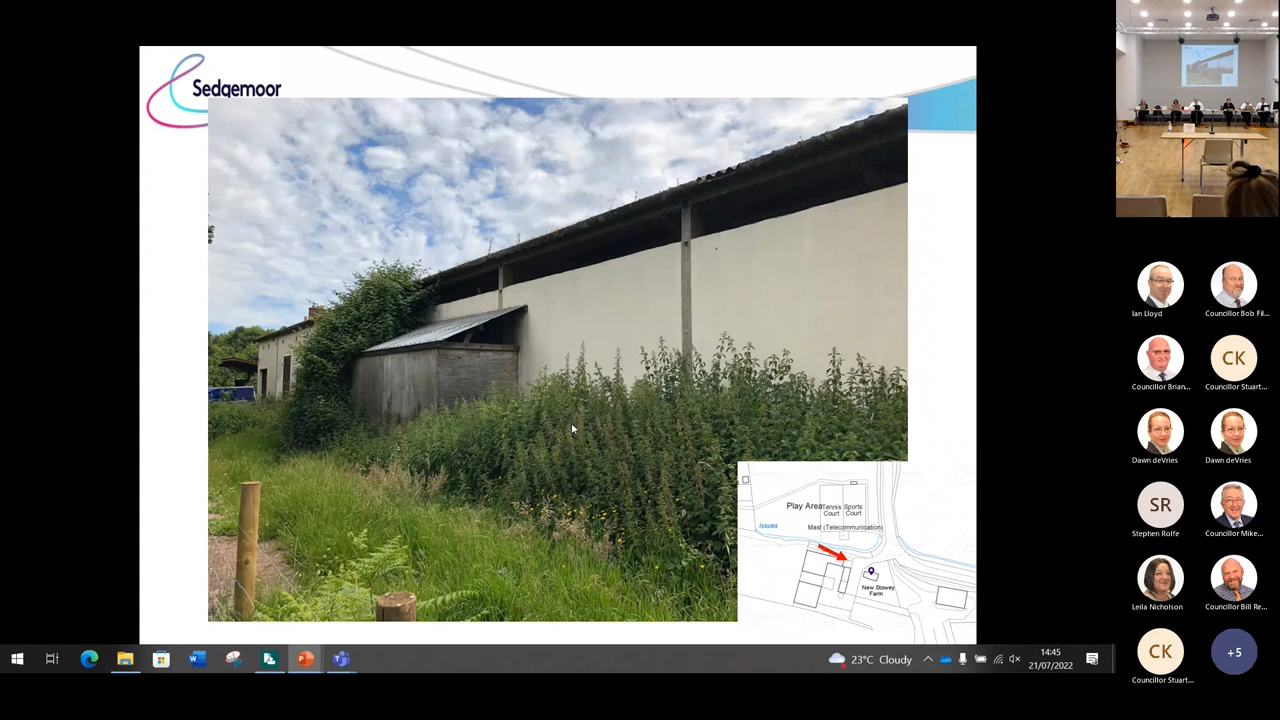 Sedgemoor
Play Area
Tennis Sports
Court Court
Mast (Telecommunication)
Issues
New Stowey
Farm
Ian Lloyd
Councillor Bob Fil...
Councillor Brian...
CK
Councillor Stuart...
Dawn deVries
Dawn deVries
SR
Stephen Rolfe
Councillor Mike...
Leila Nicholson
Councillor Bill Re...
CK
Councillor Stuart...
+5
23°C Cloudy
14:45
21/07/2022